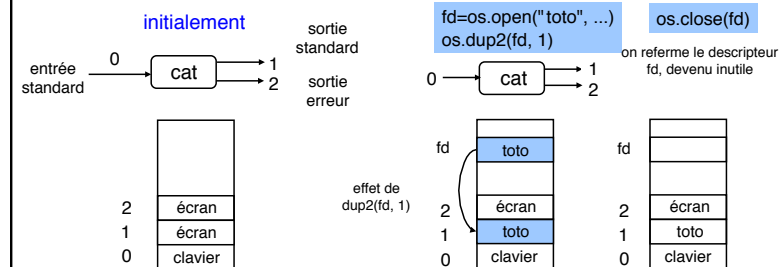 initialement
sortie
standard
0
entrée
standard
cat
1
2
sortie
erreur
2
écran
1
écran
0
clavier
fd=os.open("toto", ...)
os.dup2(fd, 1)
0
cat
1
2
effet de
dup2(fd, 1)
fd
toto
2
écran
1
toto
0
clavier
os.close(fd)
on referme le descripteur
fd, devenu inutile
fd
2
écran
1
toto
0
clavier